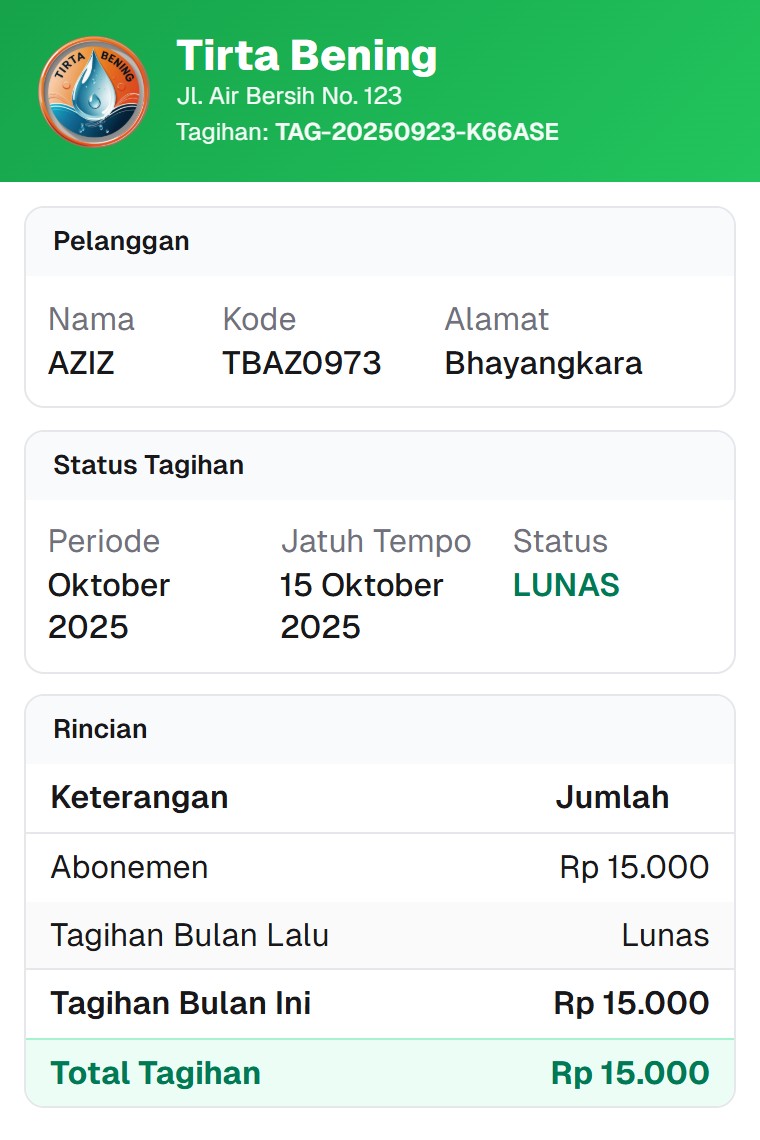 TIRTA BENING
Tirta Bening
Jl. Air Bersih No. 123
Tagihan: TAG-20250923-K66ASE
Pelanggan
Nama Kode Alamat
AZIZ TBAZ0973 Bhayangkara
Status Tagihan
Periode Jatuh Tempo Status
Oktober 15 Oktober LUNAS
2025 2025
Rincian
Keterangan Jumlah
Abonemen Rp 15.000
Tagihan Bulan Lalu Lunas
Tagihan Bulan Ini Rp 15.000
Total Tagihan Rp 15.000